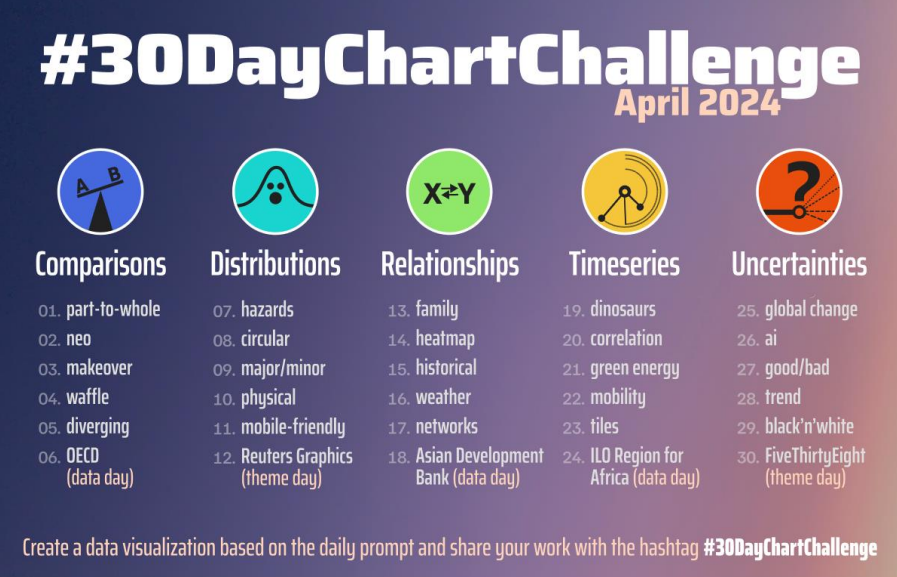 #30DayChartChallenge
April 2024
A B
X⇄Y
?
Comparisons
01. part-to-whole
02. neo
03. makeover
04. waffle
05. diverging
06. OECD
(data day)
Distributions
07. hazards
08. circular
09. major/minor
10. physical
11. mobile-friendly
12. Reuters Graphics
(theme day)
Relationships
13. family
14. heatmap
15. historical
16. weather
17. networks
18. Asian Development
Bank (data day)
Timeseries
19. dinosaurs
20. correlation
21. green energy
22. mobility
23. tiles
24. ILO Region for
Africa (data day)
Uncertainties
25. global change
26. ai
27. good/bad
28. trend
29. black'n'white
30. FiveThirtyEight
(theme day)
Create a data visualization based on the daily prompt and share your work with the hashtag #30DayChartChallenge